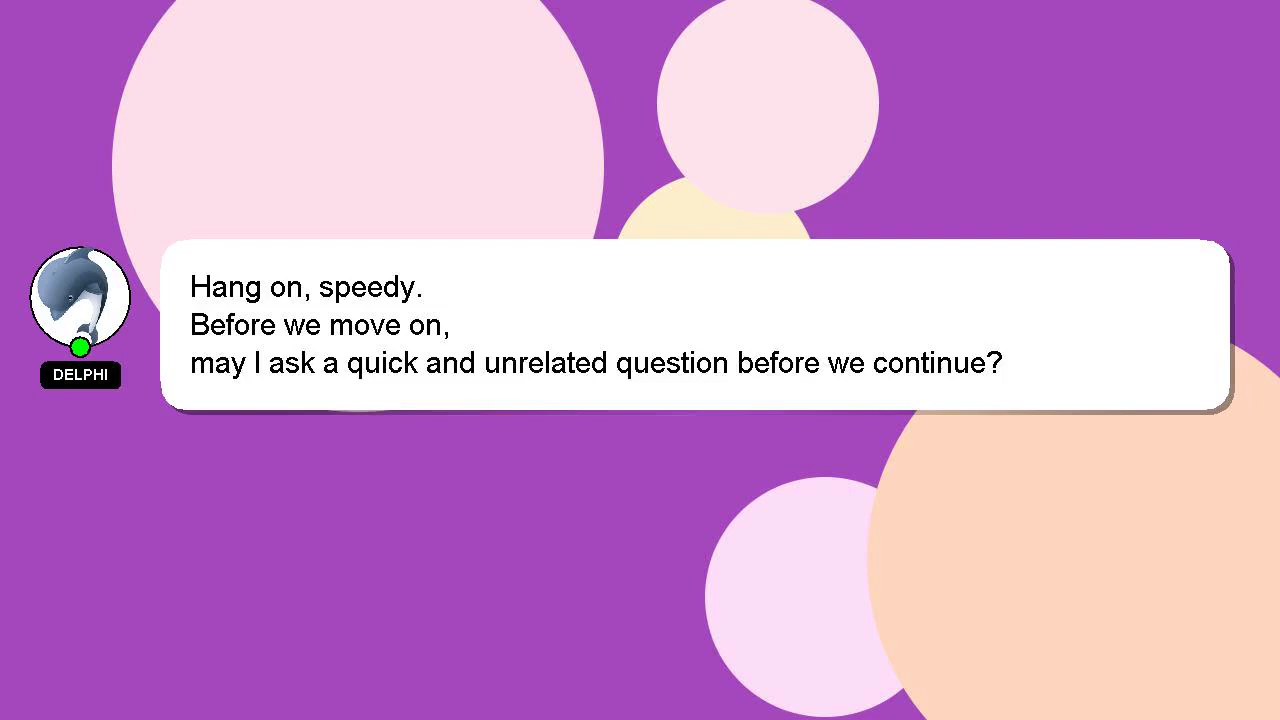 Hang on, speedy.
Before we move on,
may I ask a quick and unrelated question before we continue?
DELPHI